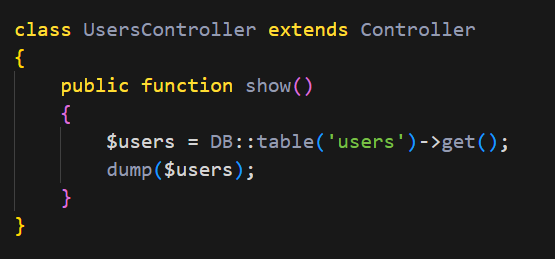 class UsersController extends Controller
{
    public function show()
    {
        $users = DB::table('users')->get();
        dump($users);
    }
}